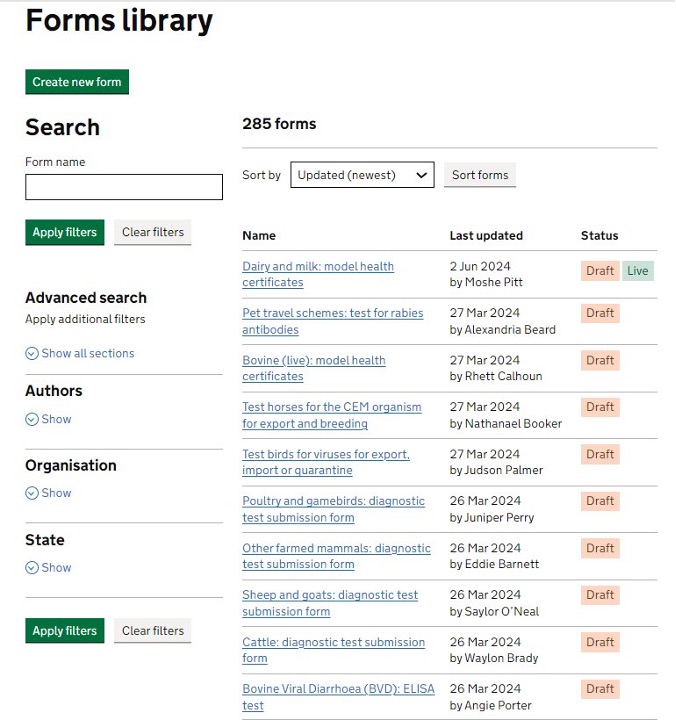 Forms library
Create new form
Search
Form name
Apply filters Clear filters
Advanced search
Apply additional filters
Show all sections
Authors
Show
Organisation
Show
State
Show
Apply filters Clear filters
285 forms
Sort by Updated (newest) Sort forms
Name Last updated Status
Dairy and milk: model health 2 Jun 2024 Draft Live
certificates by Moshe Pitt
Pet travel schemes: test for rabies 27 Mar 2024 Draft
antibodies by Alexandria Beard
Bovine (live): model health 27 Mar 2024 Draft
certificates by Rhett Calhoun
Test horses for the CEM organism 27 Mar 2024 Draft
for export and breeding by Nathanael Booker
Test birds for viruses for export, 27 Mar 2024 Draft
import or quarantine by Judson Palmer
Poultry and gamebirds: diagnostic 26 Mar 2024 Draft
test submission form by Juniper Perry
Other farmed mammals: diagnostic 26 Mar 2024 Draft
test submission form by Eddie Barnett
Sheep and goats: diagnostic test 26 Mar 2024 Draft
submission form by Saylor O'Neal
Cattle: diagnostic test submission 26 Mar 2024 Draft
form by Waylon Brady
Bovine Viral Diarrhoea (BVD): ELISA 26 Mar 2024 Draft
test by Angie Porter